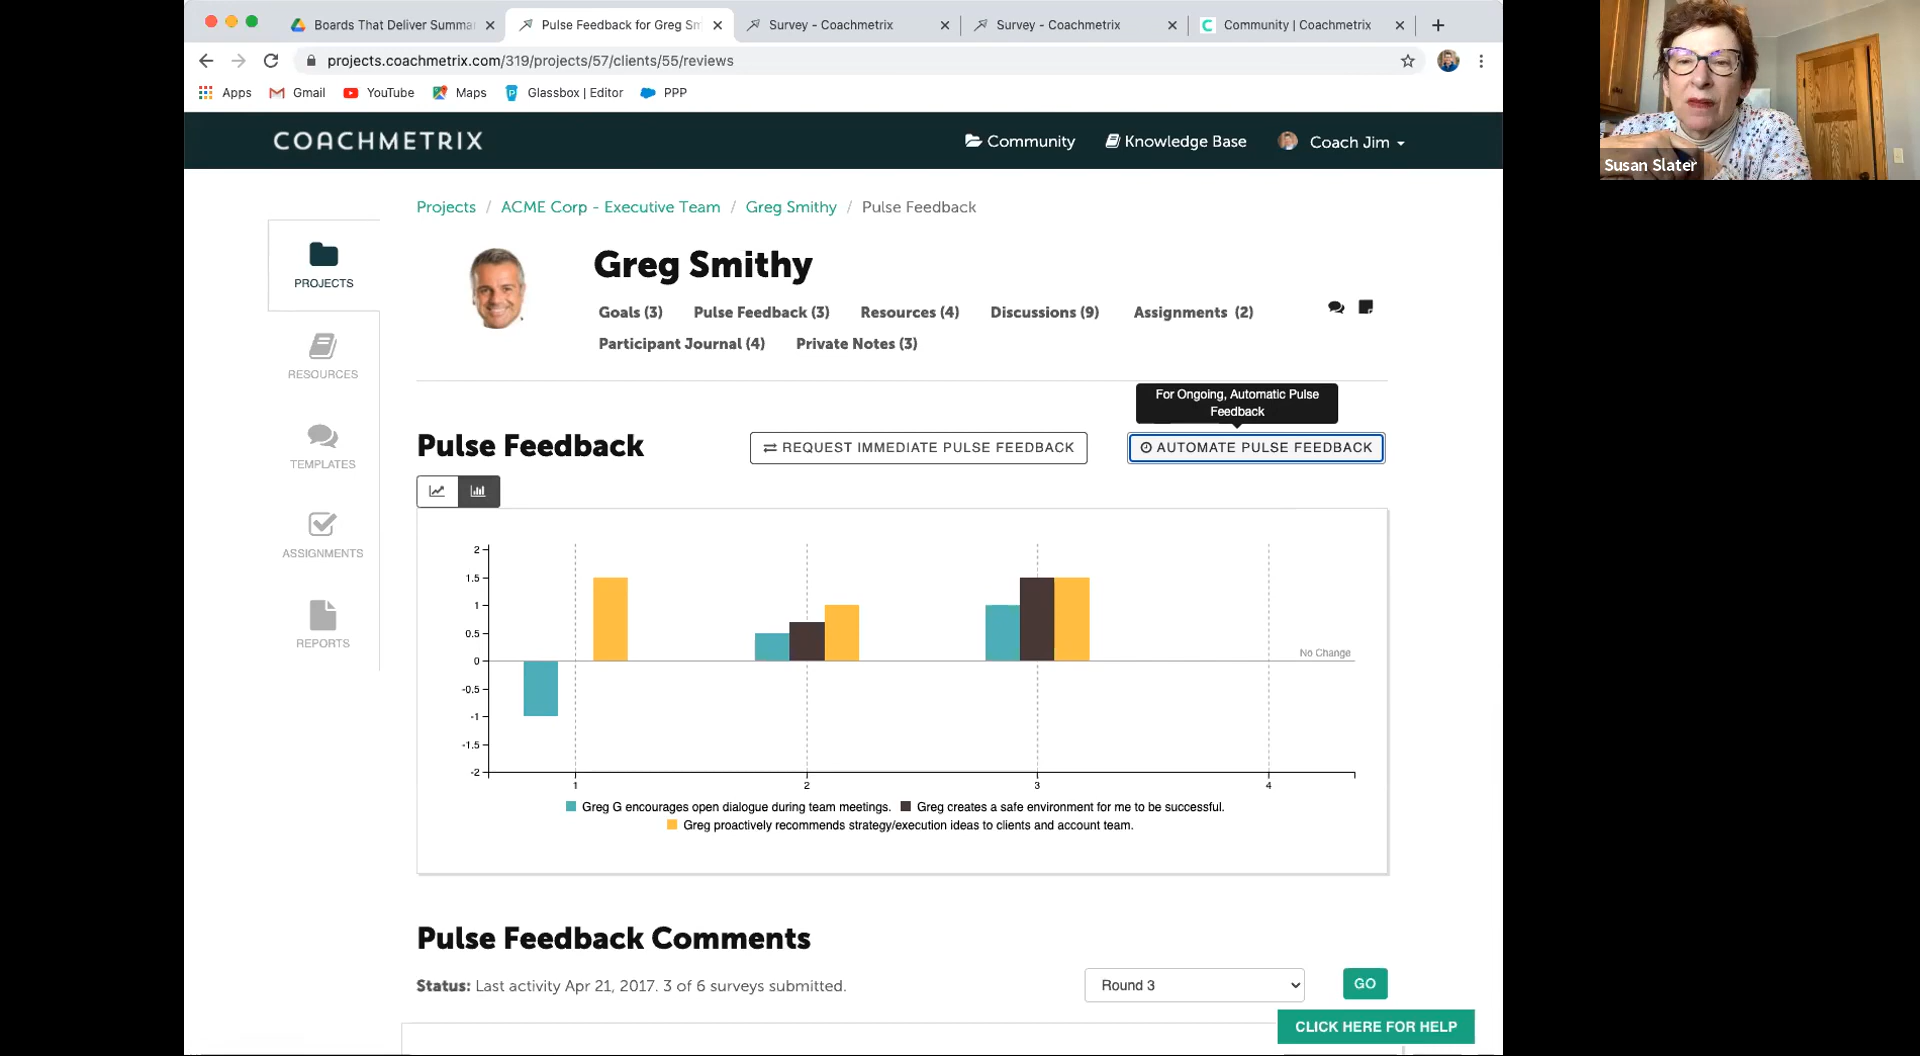 Boards That Deliver Summar
Pulse Feedback for Greg Sm
Survey - Coachmetrix
Survey - Coachmetrix
Community | Coachmetrix
projects.coachmetrix.com/319/projects/57/clients/55/reviews
Apps
Gmail
YouTube
Maps
Glassbox | Editor
PPP
COACHMETRIX
Community
Knowledge Base
Coach Jim
Susan Slater
Projects / ACME Corp - Executive Team / Greg Smithy / Pulse Feedback
PROJECTS
RESOURCES
TEMPLATES
ASSIGNMENTS
REPORTS
Greg Smithy
Goals (3)
Pulse Feedback (3)
Resources (4)
Discussions (9)
Assignments (2)
Participant Journal (4)
Private Notes (3)
For Ongoing, Automatic Pulse
Feedback
Pulse Feedback
REQUEST IMMEDIATE PULSE FEEDBACK
AUTOMATE PULSE FEEDBACK
2
1.5
1
0.5
0
-0.5
-1
-1.5
-2
No Change
1
2
3
4
Greg G encourages open dialogue during team meetings.
Greg creates a safe environment for me to be successful.
Greg proactively recommends strategy/execution ideas to clients and account team.
Pulse Feedback Comments
Status: Last activity Apr 21, 2017. 3 of 6 surveys submitted.
Round 3
GO
CLICK HERE FOR HELP